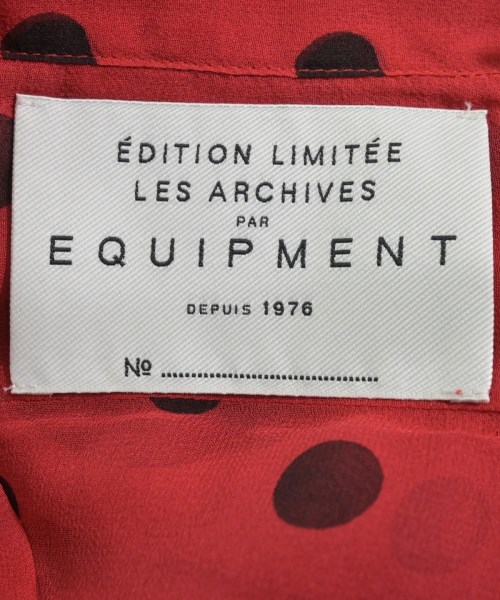 ÉDITION LIMITÉE
LES ARCHIVES
PAR
EQUIPMENT
DEPUIS 1976
Nº ......................................